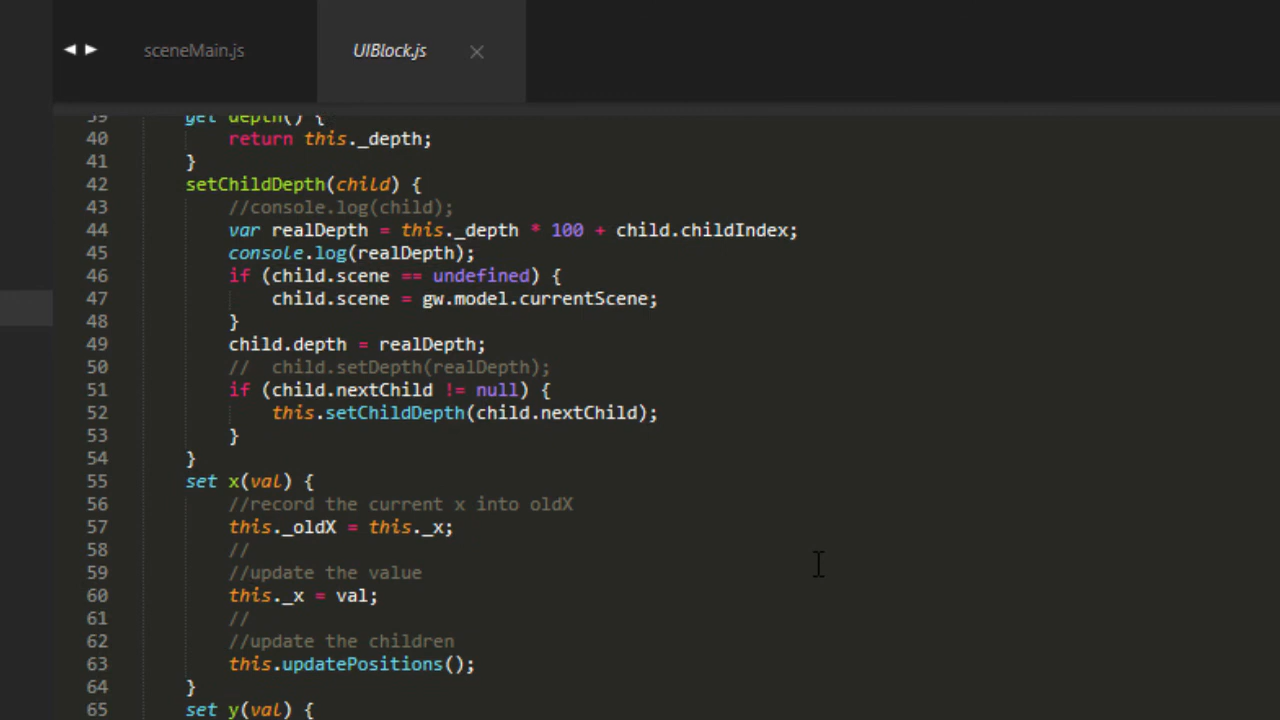 sceneMain.js
UIBlock.js
39 get depth() {
40 return this._depth;
41 }
42 setChildDepth(child) {
43 //console.log(child);
44 var realDepth = this._depth * 100 + child.childIndex;
45 console.log(realDepth);
46 if (child.scene == undefined) {
47 child.scene = gw.model.currentScene;
48 }
49 child.depth = realDepth;
50 //  child.setDepth(realDepth);
51 if (child.nextChild != null) {
52 this.setChildDepth(child.nextChild);
53 }
54 }
55 set x(val) {
56 //record the current x into oldX
57 this._oldX = this._x;
58 //
59 //update the value
60 this._x = val;
61 //
62 //update the children
63 this.updatePositions();
64 }
65 set y(val) {